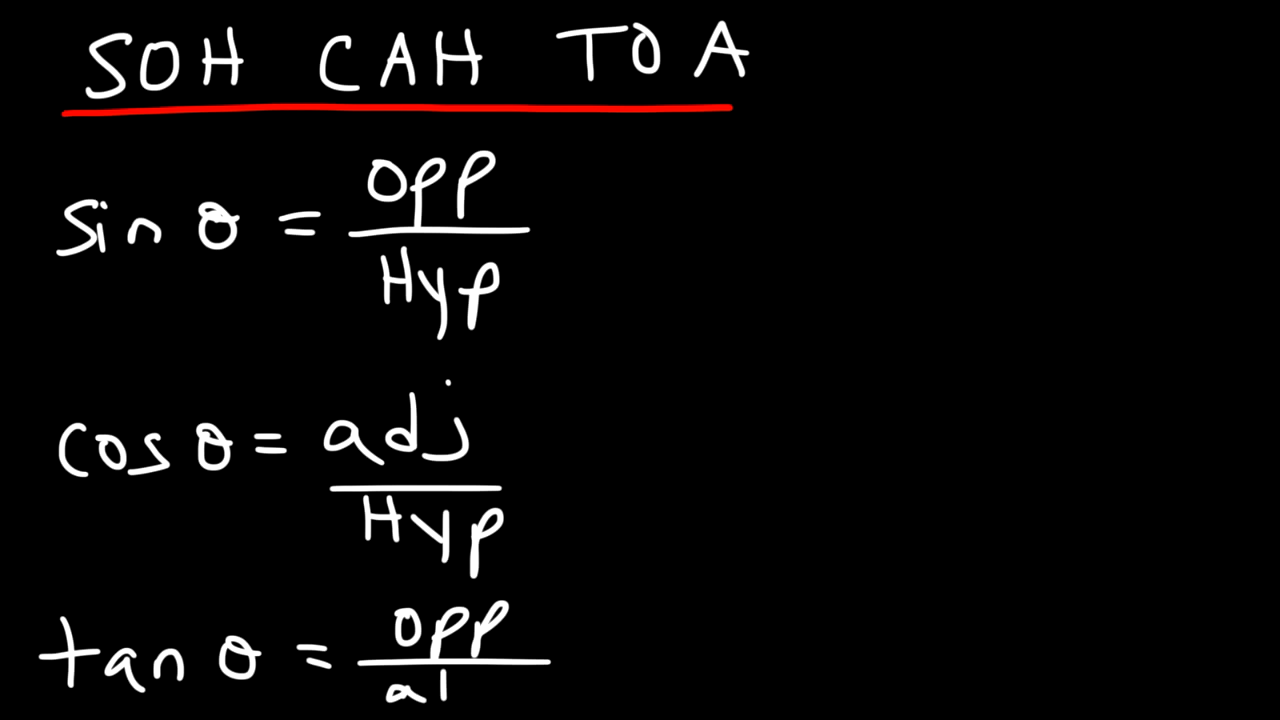 SOH CAH TOA
sin θ = opp
Hyp
cos θ = adj
Hyp
tan θ = opp